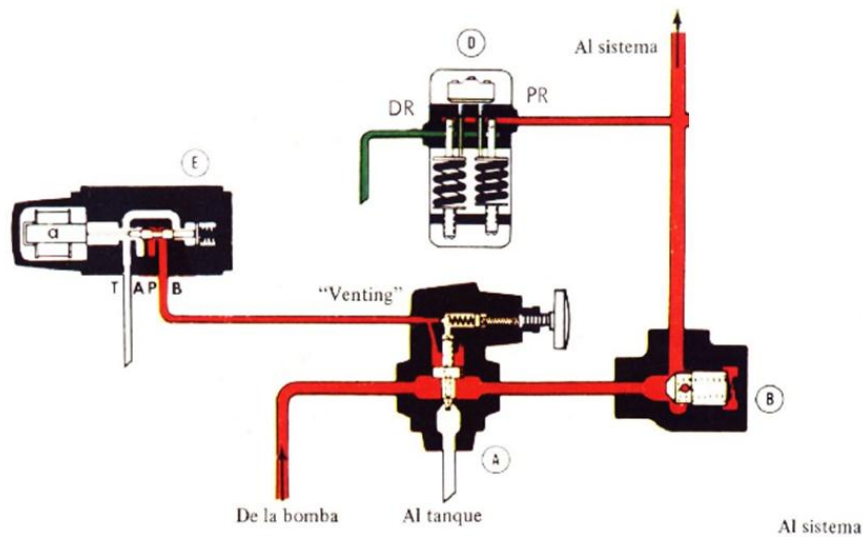 Al sistema
D
DR
PR
E
a
T A P B
“Venting”
B
A
De la bomba
Al tanque
Al sistema